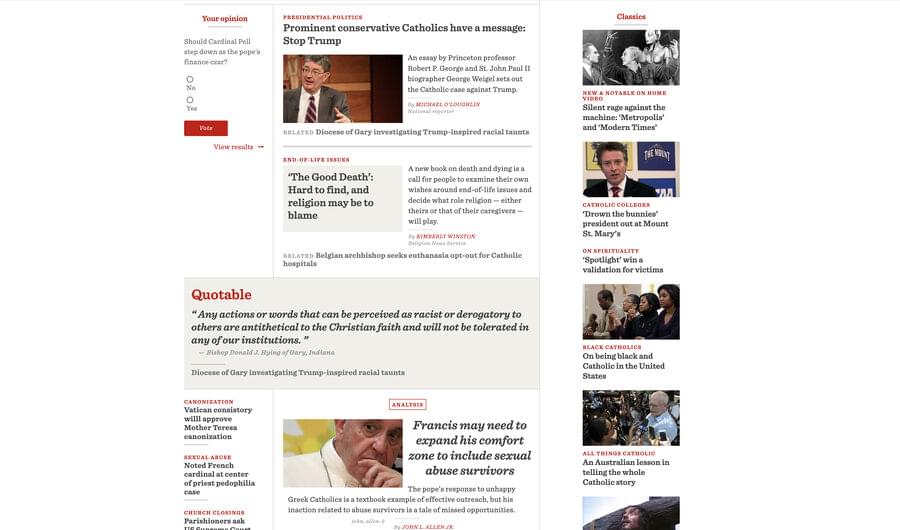 Your opinion
Should Cardinal Pell
step down as the pope's
finance czar?
No
Yes
Vote
View results →
PRESIDENTIAL POLITICS
Prominent conservative Catholics have a message:
Stop Trump
An essay by Princeton professor
Robert P. George and St. John Paul II
biographer George Weigel sets out
the Catholic case against Trump.
By MICHAEL O'LOUGHLIN
National reporter
RELATED Diocese of Gary investigating Trump-inspired racial taunts
END-OF-LIFE ISSUES
‘The Good Death’:
Hard to find, and
religion may be to
blame
A new book on death and dying is a
call for people to examine their own
wishes around end-of-life issues and
decide what role religion — either
theirs or that of their caregivers —
will play.
By KIMBERLY WINSTON
Religion News Service
RELATED Belgian archbishop seeks euthanasia opt-out for Catholic
hospitals
Quotable
“ Any actions or words that can be perceived as racist or derogatory to
others are antithetical to the Christian faith and will not be tolerated in
any of our institutions. ”
— Bishop Donald J. Hying of Gary, Indiana
Diocese of Gary investigating Trump-inspired racial taunts
CANONIZATION
Vatican consistory
willl approve
Mother Teresa
canonization
SEXUAL ABUSE
Noted French
cardinal at center
of priest pedophilia
case
CHURCH CLOSINGS
Parishioners ask
US Supreme Court
ANALYSIS
Francis may need to
expand his comfort
zone to include sexual
abuse survivors
The pope's response to unhappy
Greek Catholics is a textbook example of effective outreach, but his
inaction related to abuse survivors is a tale of missed opportunities.
john_allen-b
By JOHN L. ALLEN JR.
Classics
NEW & NOTABLE ON HOME
VIDEO
Silent rage against the
machine: ‘Metropolis’
and ‘Modern Times’
THE MOUNT
CATHOLIC COLLEGES
‘Drown the bunnies’
president out at Mount
St. Mary's
ON SPIRITUALITY
‘Spotlight’ win a
validation for victims
BLACK CATHOLICS
On being black and
Catholic in the United
States
ALL THINGS CATHOLIC
An Australian lesson in
telling the whole
Catholic story